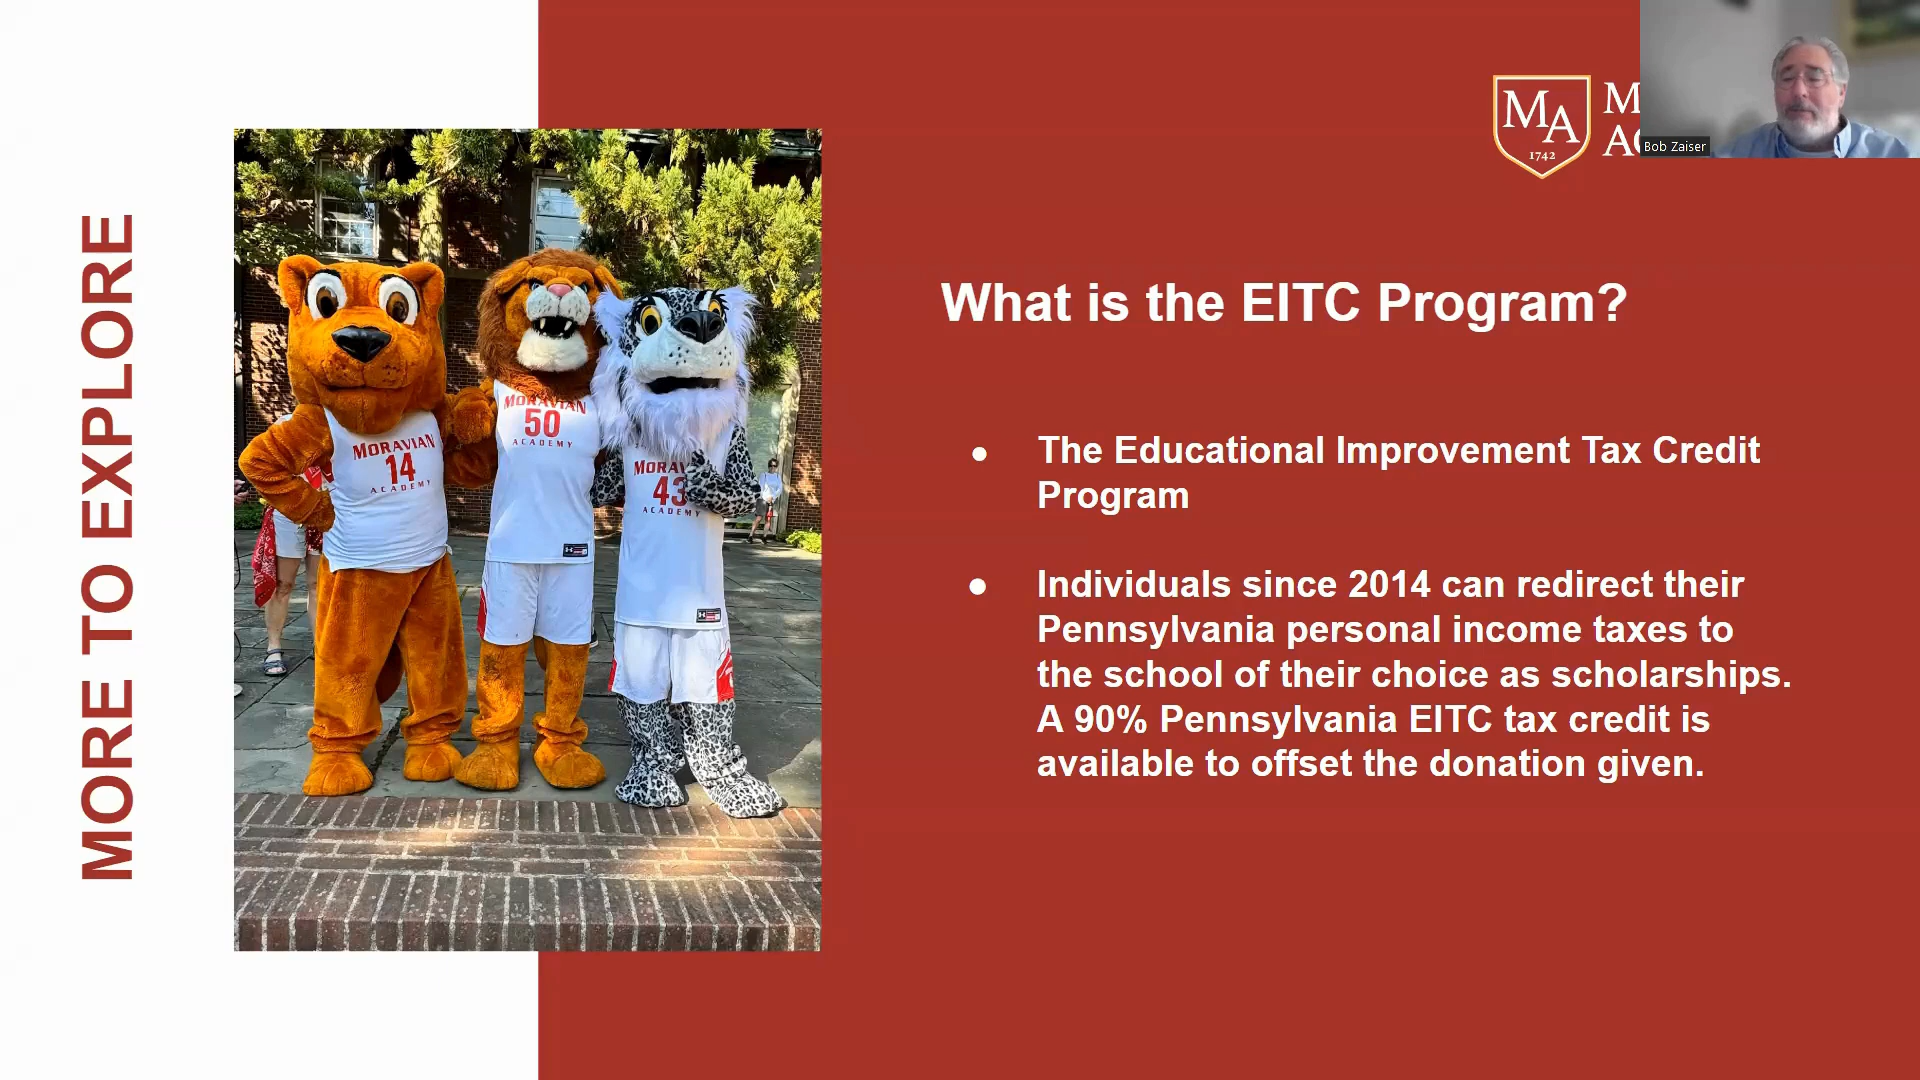 MORE TO EXPLORE
MORAVIAN
14
ACADEMY
MORAVIAN
50
ACADEMY
43
ACADEMY
MA
1742
Bob Zaiser
What is the EITC Program?
● The Educational Improvement Tax Credit
Program
● Individuals since 2014 can redirect their
Pennsylvania personal income taxes to
the school of their choice as scholarships.
A 90% Pennsylvania EITC tax credit is
available to offset the donation given.